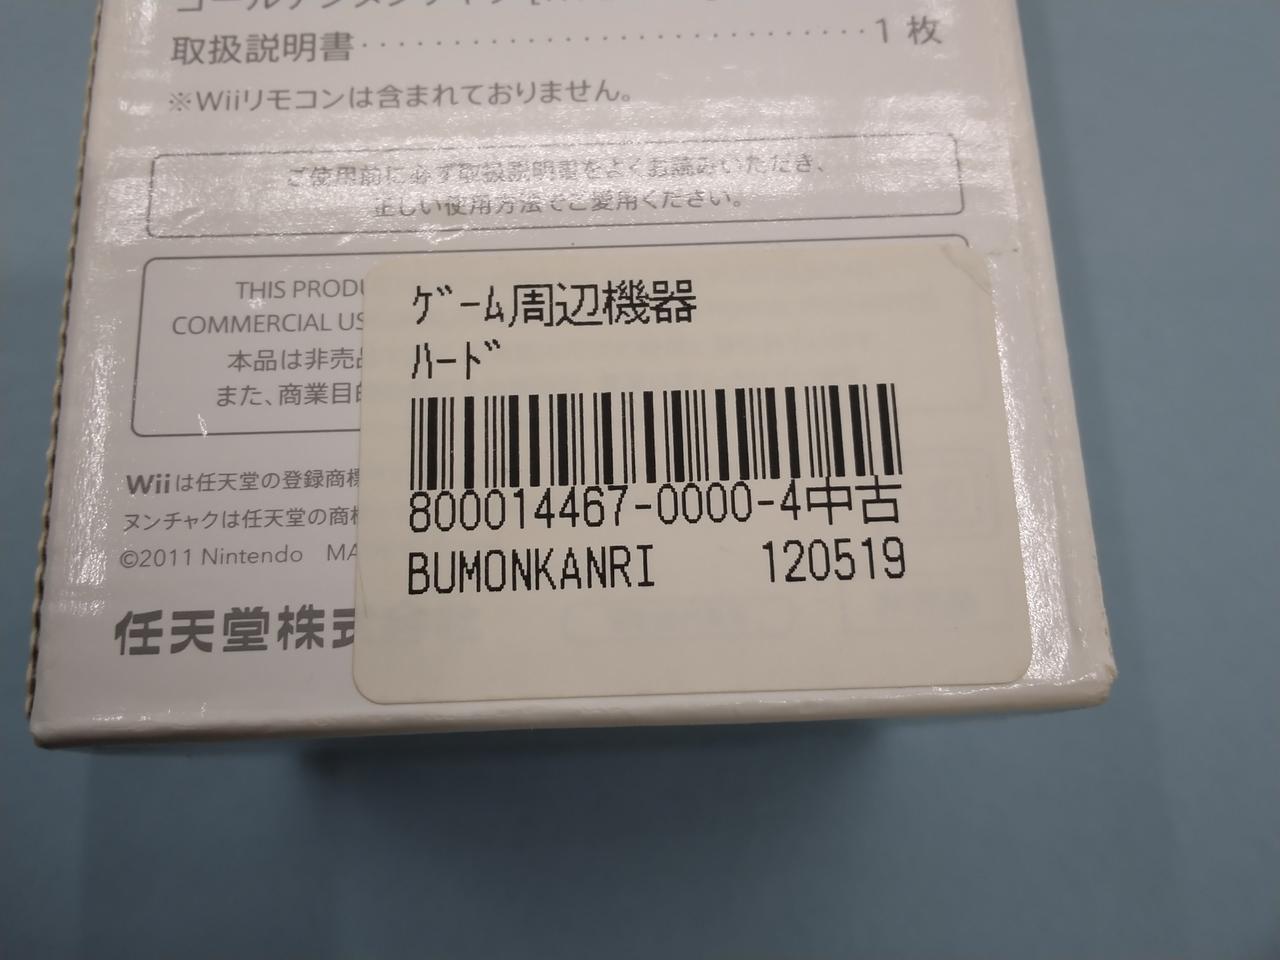 取扱説明書 1 枚
※Wiiリモコンは含まれておりません。
ご使用前に必ず取扱説明書をよくお読みいただき、
正しい使用方法でご愛用ください。
THIS PRODU
COMMERCIAL US
本品は非売品
また、商業目的
Wiiは任天堂の登録商標
ヌンチャクは任天堂の商標
©2011 Nintendo MA
任天堂株式
ｹﾞｰﾑ周辺機器
ﾊｰﾄﾞ
800014467-0000-4中古
BUMONKANRI 120519